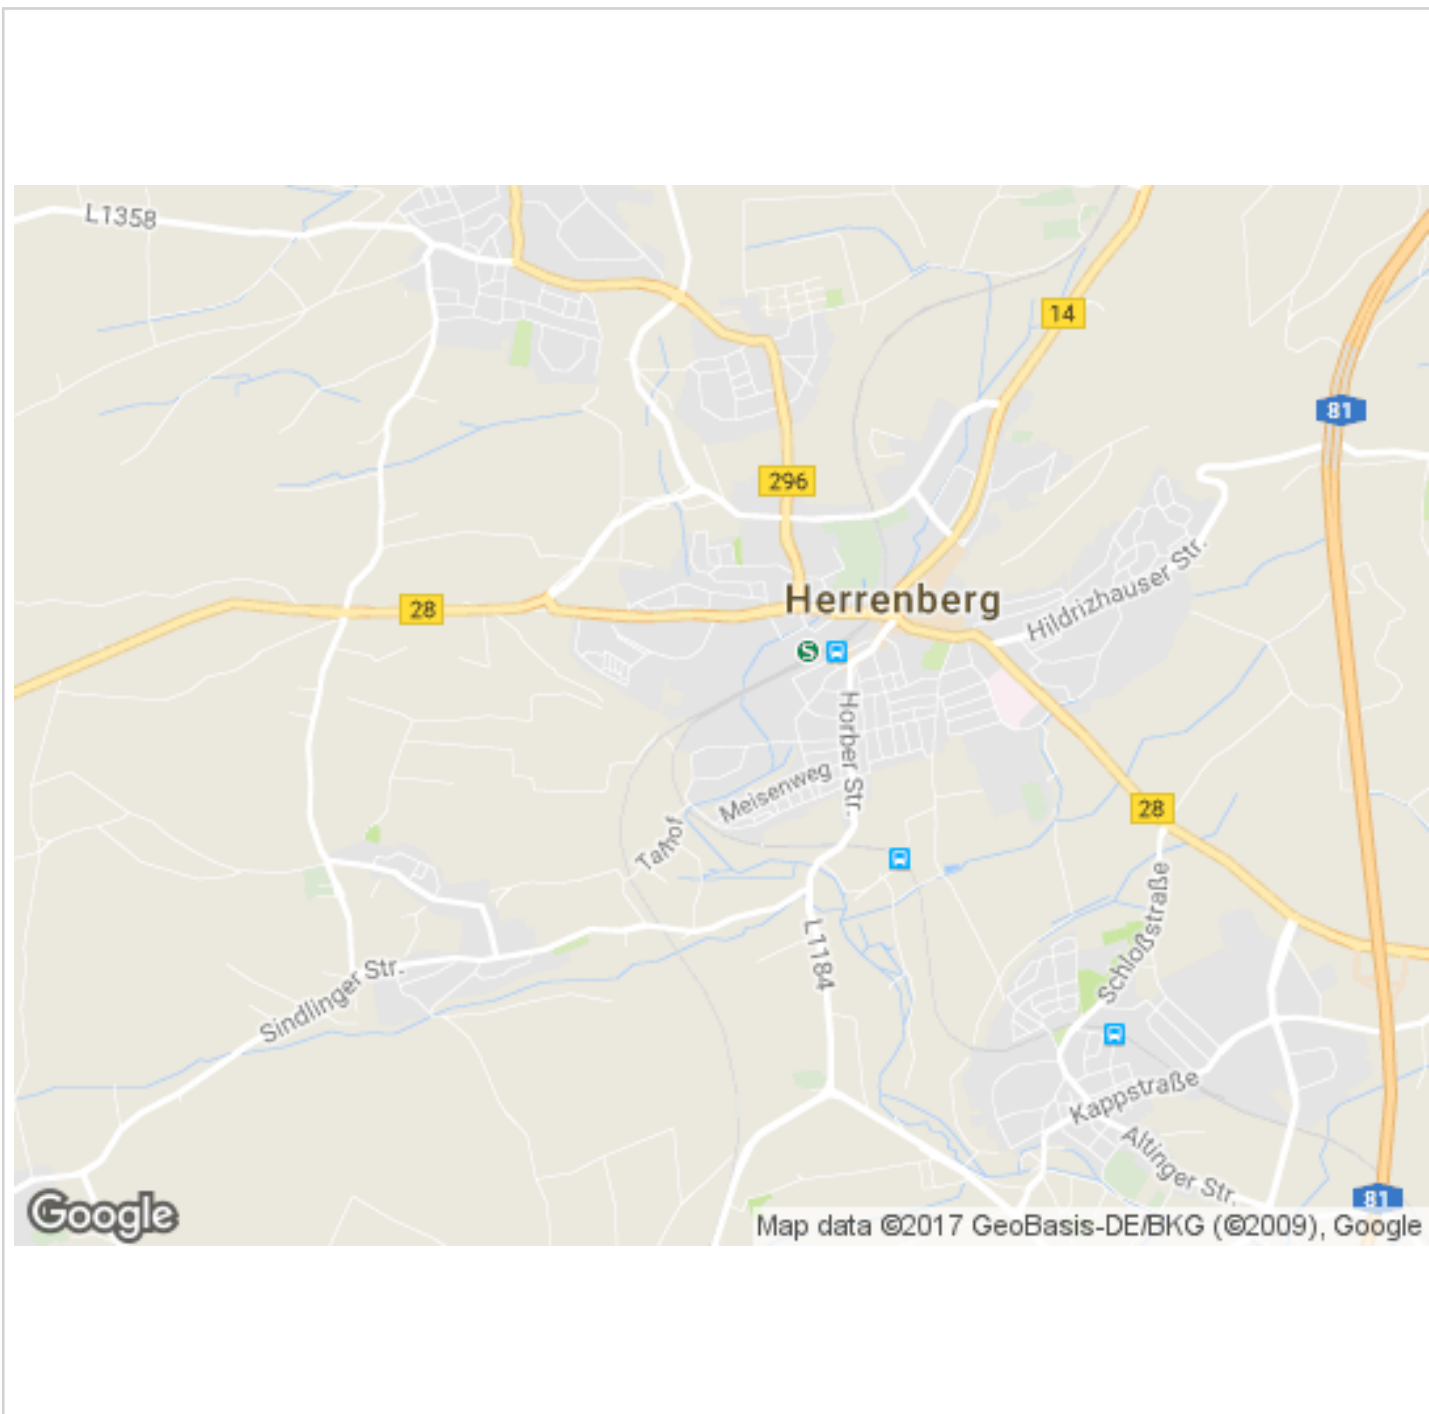 L1358
14
81
296
Herrenberg
28
Hildrizhauser Str.
S
Horber Str.
Meisenweg
28
Schloßstraße
L1184
Sindlinger Str.
Kappstraße
Altinger Str.
81
Google
Map data ©2017 GeoBasis-DE/BKG (©2009), Google